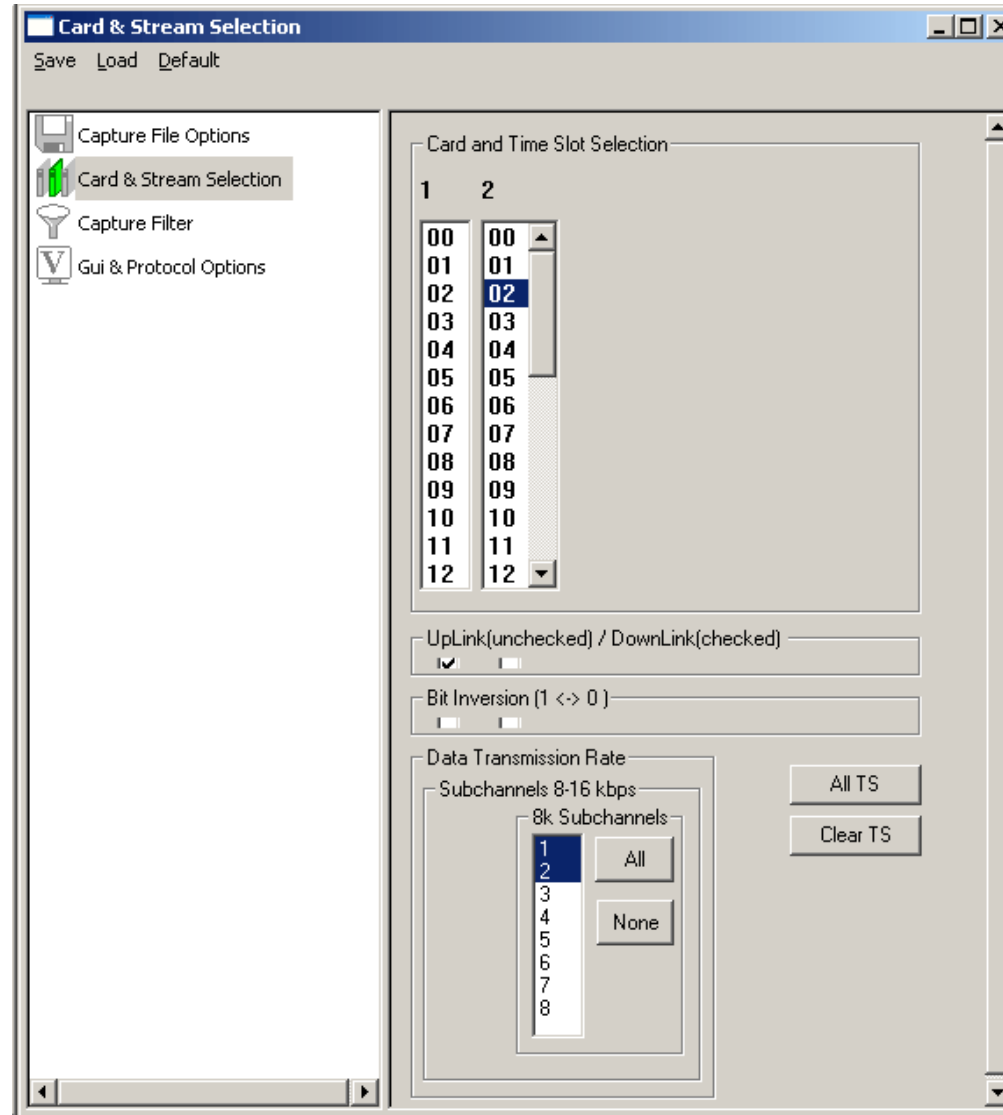 Card & Stream Selection
Save Load Default
Capture File Options
Card & Stream Selection
Capture Filter
V Gui & Protocol Options
Card and Time Slot Selection
1 2
00 00
01 01
02 02
03 03
04 04
05 05
06 06
07 07
08 08
09 09
10 10
11 11
12 12
UpLink(unchecked) / DownLink(checked)
Bit Inversion (1 <-> 0 )
Data Transmission Rate
Subchannels 8-16 kbps
8k Subchannels
1
2
3
4
5
6
7
8
All
None
All TS
Clear TS